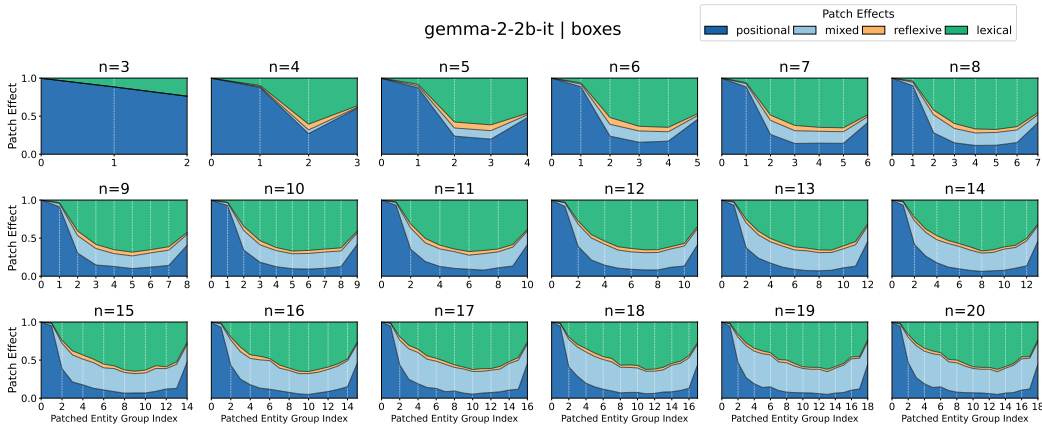 gemma-2-2b-it | boxes
Patch Effects
positional mixed reflexive lexical
n=3 n=4 n=5 n=6 n=7 n=8
Patch Effect
1.0
0.5
0.0
0 1 2 0 1 2 3 0 1 2 3 4 0 1 2 3 4 5 0 1 2 3 4 5 6 0 1 2 3 4 5 6 7
n=9 n=10 n=11 n=12 n=13 n=14
Patch Effect
1.0
0.5
0.0
0 1 2 3 4 5 6 7 8 0 1 2 3 4 5 6 7 8 9 0 2 4 6 8 10 0 2 4 6 8 10 0 2 4 6 8 10 12 0 2 4 6 8 10 12
n=15 n=16 n=17 n=18 n=19 n=20
Patch Effect
1.0
0.5
0.0
0 2 4 6 8 10 12 14 0 2 4 6 8 10 12 14 0 2 4 6 8 10 12 14 16 0 2 4 6 8 10 12 14 16 0 2 4 6 8 10 12 14 16 18 0 2 4 6 8 10 12 14 16 18
Patched Entity Group Index Patched Entity Group Index Patched Entity Group Index Patched Entity Group Index Patched Entity Group Index Patched Entity Group Index